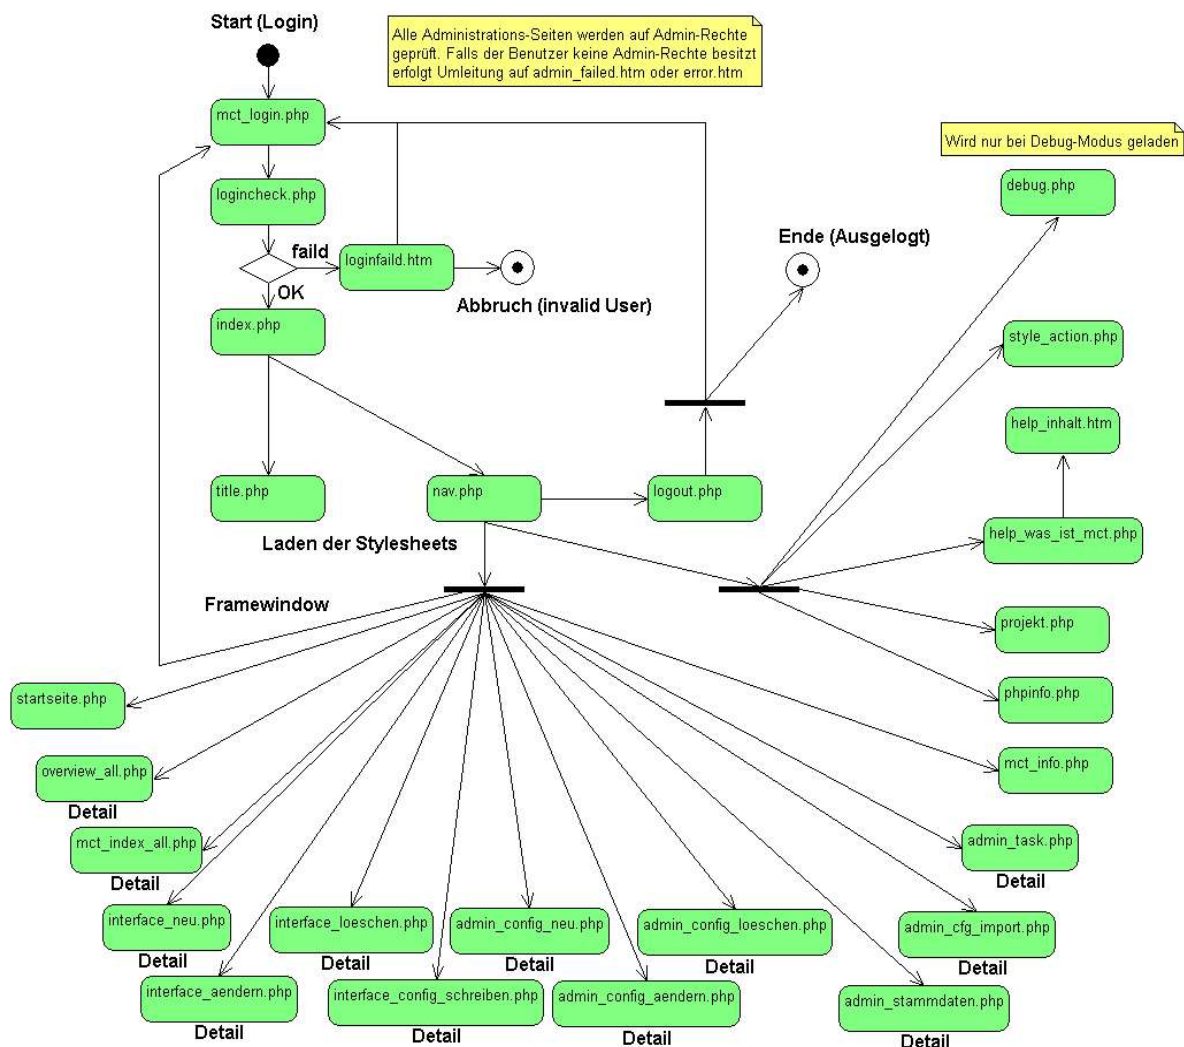 Start (Login)
Alle Administrations-Seiten werden auf Admin-Rechte
geprüft. Falls der Benutzer keine Admin-Rechte besitzt
erfolgt Umleitung auf admin_failed.htm oder error.htm
mct_login.php
Wird nur bei Debug-Modus geladen
debug.php
logincheck.php
faild
loginfaild.htm
Ende (Ausgelogt)
OK
Abbruch (invalid User)
index.php
style_action.php
help_inhalt.htm
title.php
nav.php
logout.php
help_was_ist_mct.php
Laden der Stylesheets
Framewindow
projekt.php
startseite.php
phpinfo.php
overview_all.php
Detail
mct_info.php
mct_index_all.php
Detail
admin_task.php
Detail
interface_neu.php
Detail
interface_loeschen.php
Detail
admin_config_neu.php
Detail
admin_config_loeschen.php
Detail
admin_cfg_import.php
Detail
interface_aendern.php
Detail
interface_config_schreiben.php
Detail
admin_config_aendern.php
Detail
admin_stammdaten.php
Detail